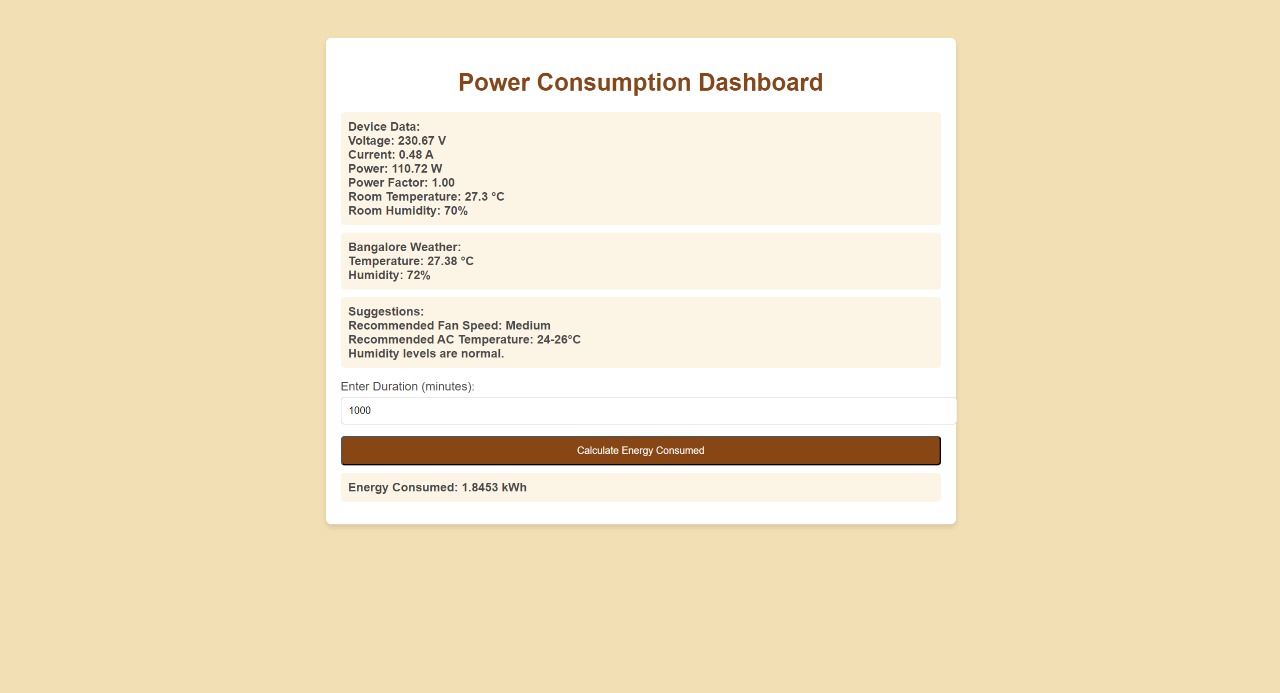 Power Consumption Dashboard
Device Data:
Voltage: 230.67 V
Current: 0.48 A
Power: 110.72 W
Power Factor: 1.00
Room Temperature: 27.3 °C
Room Humidity: 70%
Bangalore Weather:
Temperature: 27.38 °C
Humidity: 72%
Suggestions:
Recommended Fan Speed: Medium
Recommended AC Temperature: 24-26°C
Humidity levels are normal.
Enter Duration (minutes):
1000
Calculate Energy Consumed
Energy Consumed: 1.8453 kWh